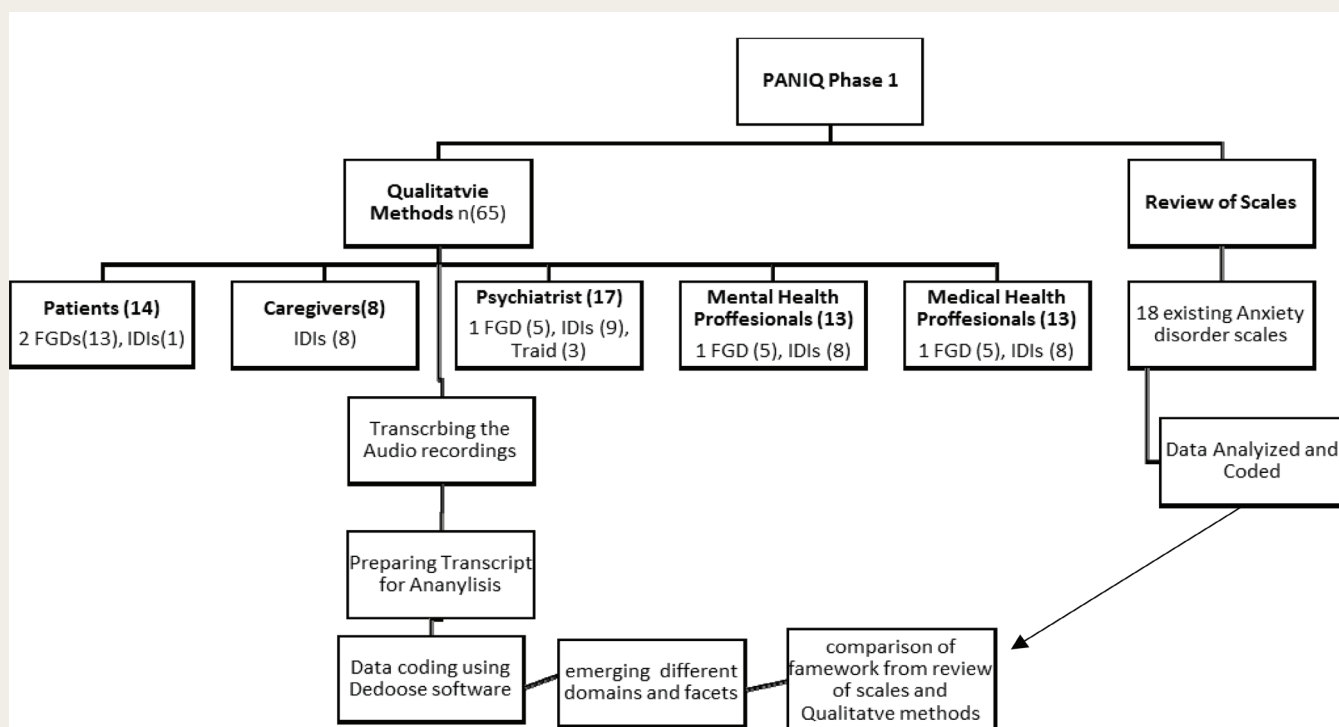 PANIQ Phase 1
Qualitatvie
Methods n(65)
Review of Scales
Patients (14)
2 FGDs(13), IDIs(1)
Caregivers(8)
IDIs (8)
Psychiatrist (17)
1 FGD (5), IDIs (9),
Traid (3)
Mental Health
Proffesionals (13)
1 FGD (5), IDIs (8)
Medical Health
Proffesionals (13)
1 FGD (5), IDIs (8)
18 existing Anxiety
disorder scales
Transcrbing the
Audio recordings
Data Analyized and
Coded
Preparing Transcript
for Ananylisis
Data coding using
Dedoose software
emerging different
domains and facets
comparison of
famework from review
of scales and
Qualitatve methods